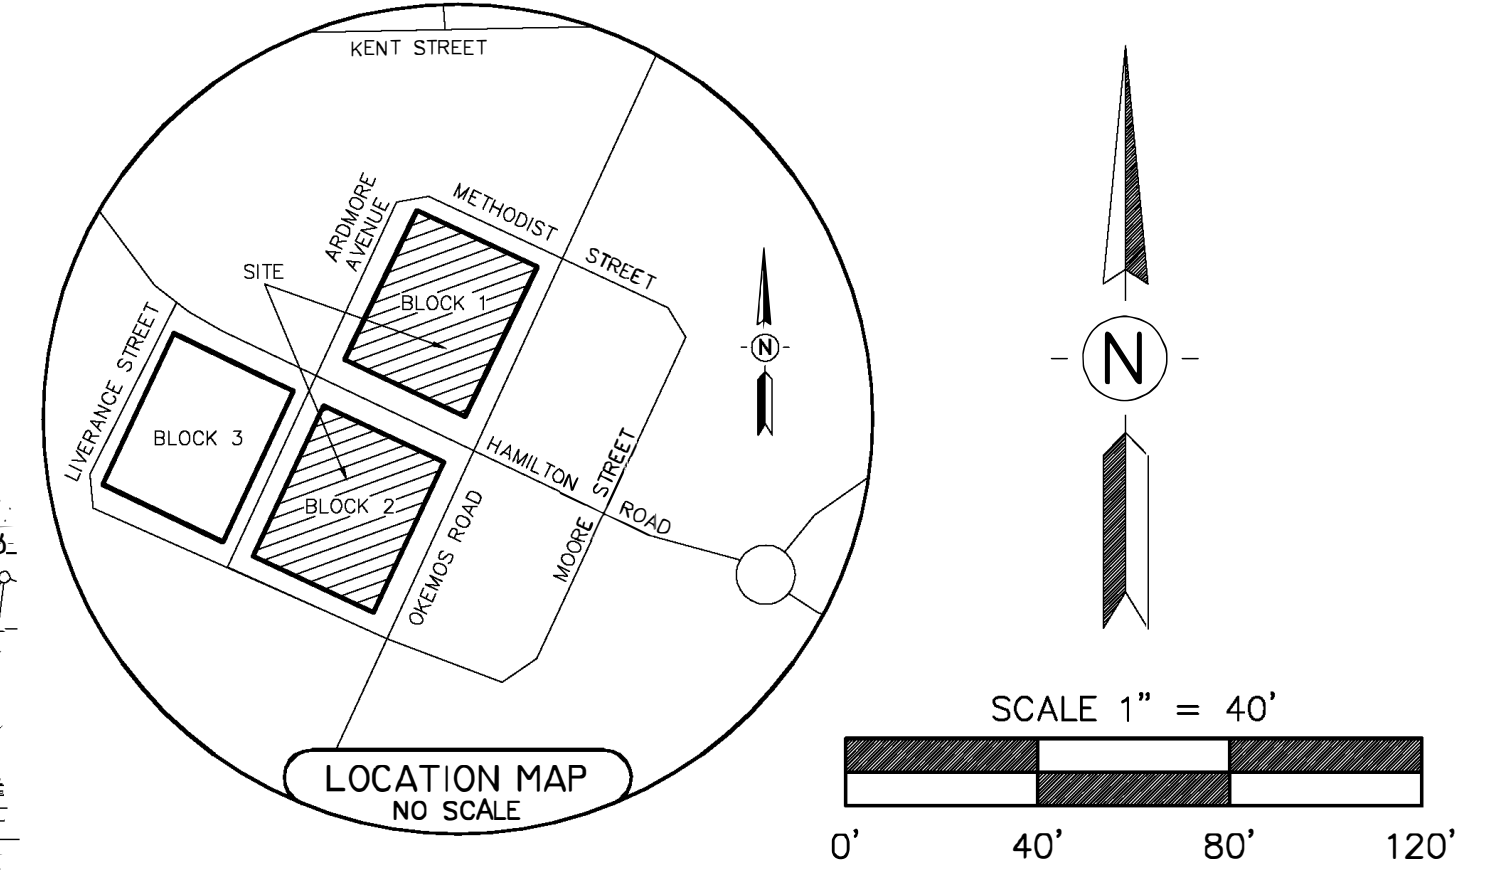 KENT STREET
METHODIST
STREET
ARDMORE
AVENUE
SITE
BLOCK 1
LIVERANCE STREET
BLOCK 3
BLOCK 2
HAMILTON
ROAD
MOORE STREET
OKEMOS ROAD
N
LOCATION MAP
NO SCALE
N
SCALE 1" = 40'
0' 40' 80' 120'